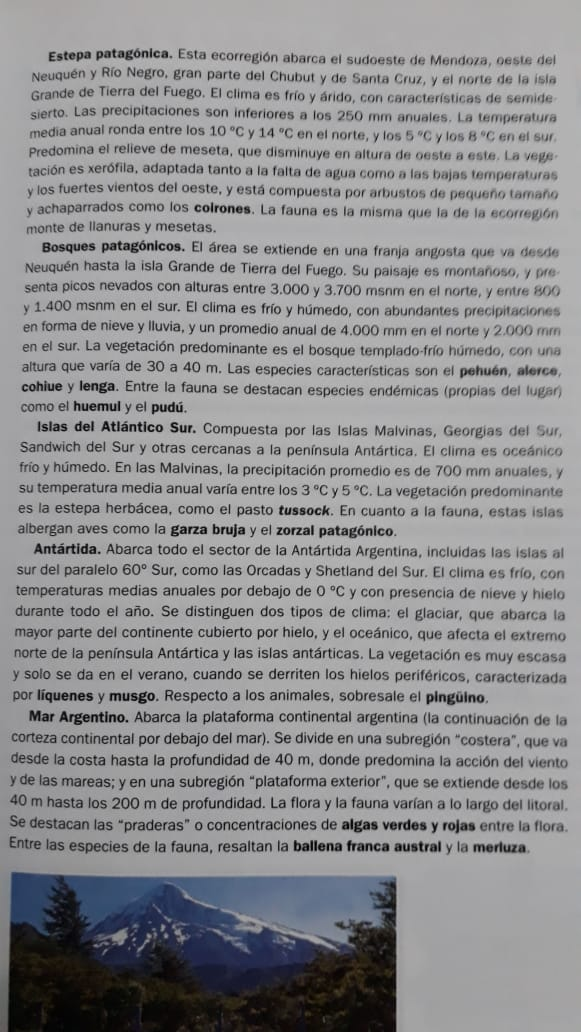 Estepa patagónica. Esta ecorregión abarca el sudoeste de Mendoza, oeste del
Neuquén y Río Negro, gran parte del Chubut y de Santa Cruz, y el norte de la isla
Grande de Tierra del Fuego. El clima es frío y árido, con características de semide-
sierto. Las precipitaciones son inferiores a los 250 mm anuales. La temperatura
media anual ronda entre los 10 °C y 14 °C en el norte, y los 5 °C y los 8 °C en el sur.
Predomina el relieve de meseta, que disminuye en altura de oeste a este. La vege-
tación es xerófila, adaptada tanto a la falta de agua como a las bajas temperaturas
y los fuertes vientos del oeste, y está compuesta por arbustos de pequeño tamaño
y achaparrados como los coirones. La fauna es la misma que la de la ecorregión
monte de llanuras y mesetas.
Bosques patagónicos. El área se extiende en una franja angosta que va desde
Neuquén hasta la isla Grande de Tierra del Fuego. Su paisaje es montañoso, y pre-
senta picos nevados con alturas entre 3.000 y 3.700 msnm en el norte, y entre 800
y 1.400 msnm en el sur. El clima es frío y húmedo, con abundantes precipitaciones
en forma de nieve y lluvia, y un promedio anual de 4.000 mm en el norte y 2.000 mm
en el sur. La vegetación predominante es el bosque templado-frío húmedo, con una
altura que varía de 30 a 40 m. Las especies características son el pehuén, alerce,
cohiue y lenga. Entre la fauna se destacan especies endémicas (propias del lugar)
como el huemul y el pudú.
Islas del Atlántico Sur. Compuesta por las Islas Malvinas, Georgias del Sur,
Sandwich del Sur y otras cercanas a la península Antártica. El clima es oceánico
frío y húmedo. En las Malvinas, la precipitación promedio es de 700 mm anuales, y
su temperatura media anual varía entre los 3 °C y 5 °C. La vegetación predominante
es la estepa herbácea, como el pasto tussock. En cuanto a la fauna, estas islas
albergan aves como la garza bruja y el zorzal patagónico.
Antártida. Abarca todo el sector de la Antártida Argentina, incluidas las islas al
sur del paralelo 60° Sur, como las Orcadas y Shetland del Sur. El clima es frío, con
temperaturas medias anuales por debajo de 0 °C y con presencia de nieve y hielo
durante todo el año. Se distinguen dos tipos de clima: el glaciar, que abarca la
mayor parte del continente cubierto por hielo, y el oceánico, que afecta el extremo
norte de la península Antártica y las islas antárticas. La vegetación es muy escasa
y solo se da en el verano, cuando se derriten los hielos periféricos, caracterizada
por líquenes y musgo. Respecto a los animales, sobresale el pingüino.
Mar Argentino. Abarca la plataforma continental argentina (la continuación de la
corteza continental por debajo del mar). Se divide en una subregión "costera", que va
desde la costa hasta la profundidad de 40 m, donde predomina la acción del viento
y de las mareas; y en una subregión "plataforma exterior", que se extiende desde los
40 m hasta los 200 m de profundidad. La flora y la fauna varían a lo largo del litoral.
Se destacan las "praderas" o concentraciones de algas verdes y rojas entre la flora.
Entre las especies de la fauna, resaltan la ballena franca austral y la merluza.